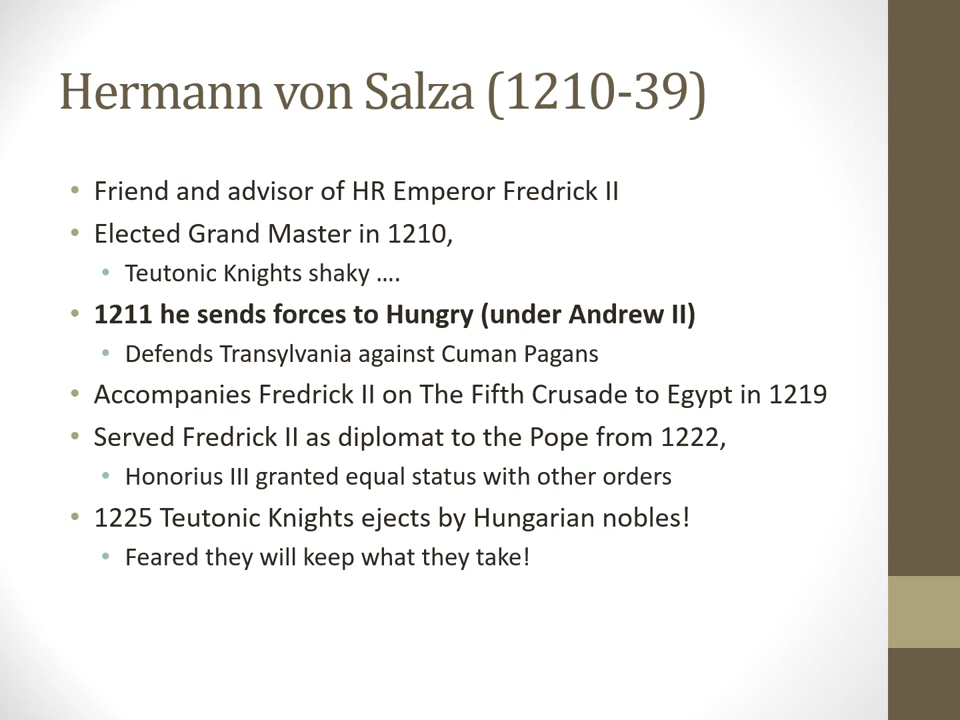 Hermann von Salza (1210-39)
• Friend and advisor of HR Emperor Fredrick II
• Elected Grand Master in 1210,
• Teutonic Knights shaky ….
• 1211 he sends forces to Hungry (under Andrew II)
• Defends Transylvania against Cuman Pagans
• Accompanies Fredrick II on The Fifth Crusade to Egypt in 1219
• Served Fredrick II as diplomat to the Pope from 1222,
• Honorius III granted equal status with other orders
• 1225 Teutonic Knights ejects by Hungarian nobles!
• Feared they will keep what they take!